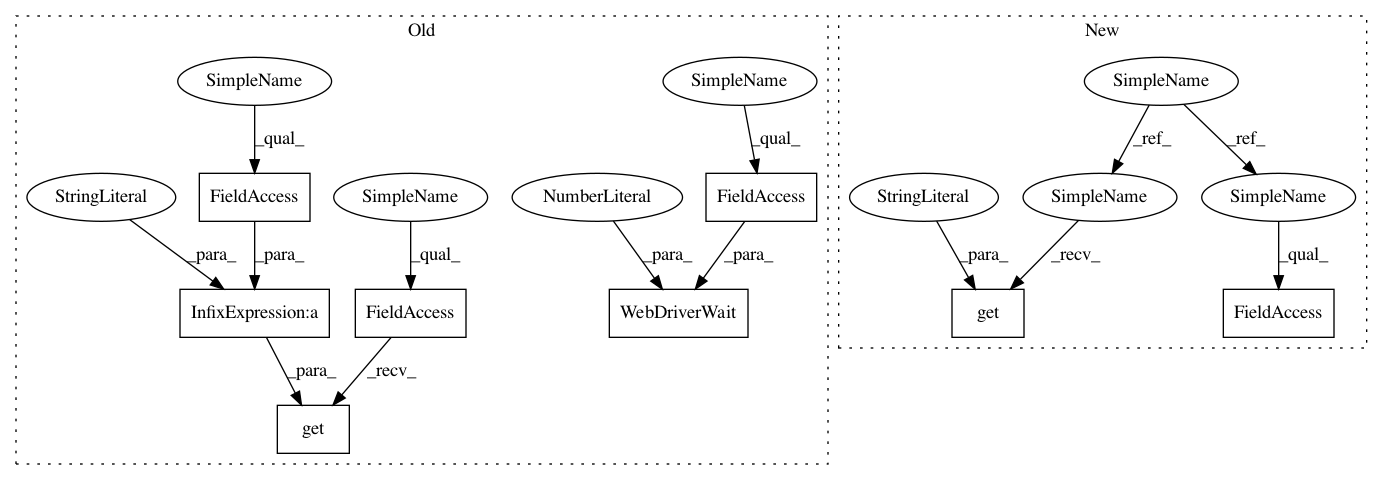 Old
New
SimpleName
SimpleName
SimpleName
_qual_
_qual_
_ref_
_ref_
StringLiteral
FieldAccess
SimpleName
NumberLiteral
FieldAccess
StringLiteral
SimpleName
SimpleName
_para_
_para_
_qual_
_para_
_para_
_para_
_recv_
_qual_
InfixExpression:a
FieldAccess
WebDriverWait
get
FieldAccess
_para_
_recv_
get